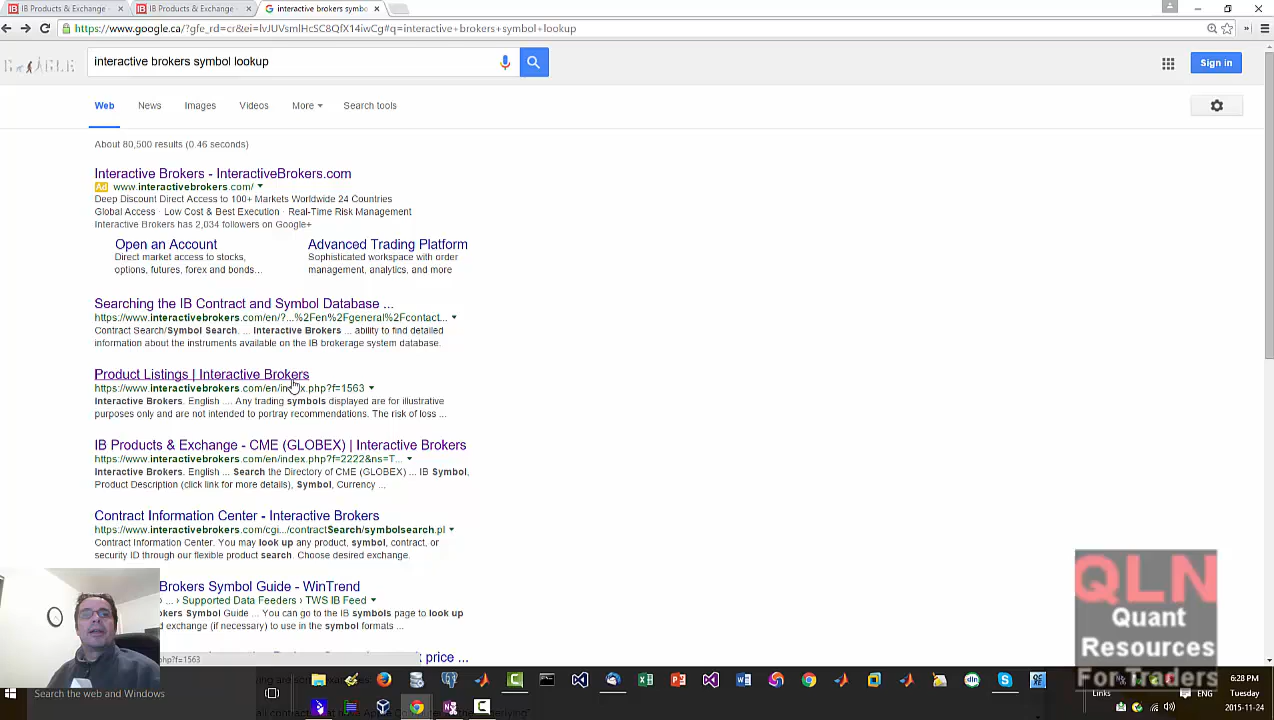 IB Products & Exchange -
IB Products & Exchange -
interactive brokers symbo
https://www.google.ca/?gfe_rd=cr&ei=IvJUVsmlHcSC8QfX14iwCg#q=interactive+brokers+symbol+lookup
interactive brokers symbol lookup
Sign in
Web
News
Images
Videos
More
Search tools
About 80,500 results (0.46 seconds)
Interactive Brokers - InteractiveBrokers.com
Ad www.interactivebrokers.com/
Deep Discount Direct Access to 100+ Markets Worldwide 24 Countries
Global Access · Low Cost & Best Execution · Real-Time Risk Management
Interactive Brokers has 2,034 followers on Google+
Open an Account
Direct market access to stocks,
options, futures, forex and bonds...
Advanced Trading Platform
Sophisticated workspace with order
management, analytics, and more
Searching the IB Contract and Symbol Database ...
https://www.interactivebrokers.com/en/?...%2Fen%2Fgeneral%2Fcontact...
Contract Search/Symbol Search. ... Interactive Brokers ... ability to find detailed
information about the instruments available on the IB brokerage system database.
Product Listings | Interactive Brokers
https://www.interactivebrokers.com/en/index.php?f=1563
Interactive Brokers. English .... Any trading symbols displayed are for illustrative
purposes only and are not intended to portray recommendations. The risk of loss ...
IB Products & Exchange - CME (GLOBEX) | Interactive Brokers
https://www.interactivebrokers.com/en/index.php?f=2222&ns=T...
Interactive Brokers. English ... Search the Directory of CME (GLOBEX) ... IB Symbol,
Product Description (click link for more details), Symbol, Currency ...
Contract Information Center - Interactive Brokers
https://www.interactivebrokers.com/cgi.../contractSearch/symbolsearch.pl
Contract Information Center. You may look up any product, symbol, contract, or
security ID through our flexible product search. Choose desired exchange.
Brokers Symbol Guide - WinTrend
... › Supported Data Feeders › TWS IB Feed
okers Symbol Guide ... You can go to the IB symbols page to look up
d exchange (if necessary) to use in the symbol formats ...
price ...
hp?f=1563
QLN
Quant
Resources
For Traders
Search the web and Windows
Links
ENG
6:28 PM
Tuesday
2015-11-24